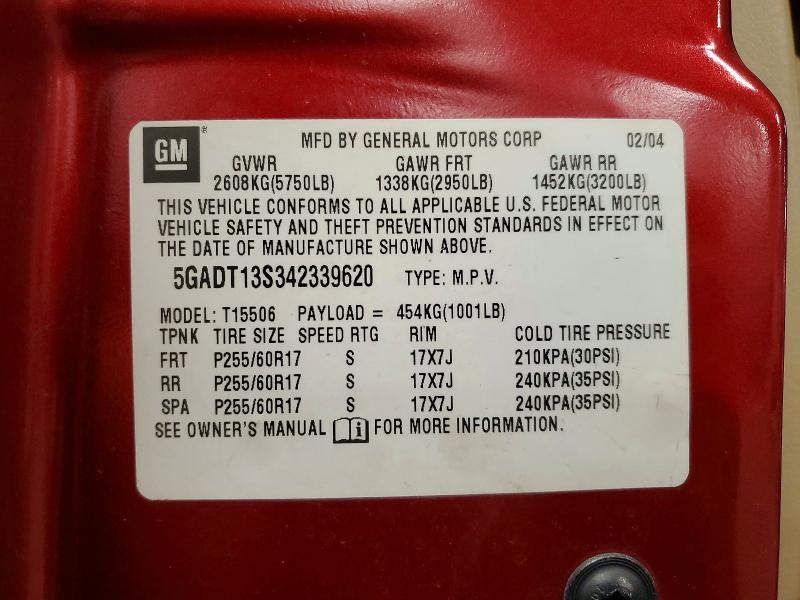 GM® MFD BY GENERAL MOTORS CORP 02/04
GVWR GAWR FRT GAWR RR
2608KG(5750LB) 1338KG(2950LB) 1452KG(3200LB)
THIS VEHICLE CONFORMS TO ALL APPLICABLE U.S. FEDERAL MOTOR
VEHICLE SAFETY AND THEFT PREVENTION STANDARDS IN EFFECT ON
THE DATE OF MANUFACTURE SHOWN ABOVE.
5GADT13S342339620 TYPE: M.P.V.
MODEL: T15506 PAYLOAD = 454KG(1001LB)
TPNK TIRE SIZE SPEED RTG RIM COLD TIRE PRESSURE
FRT P255/60R17 S 17X7J 210KPA(30PSI)
RR P255/60R17 S 17X7J 240KPA(35PSI)
SPA P255/60R17 S 17X7J 240KPA(35PSI)
SEE OWNER'S MANUAL i FOR MORE INFORMATION.